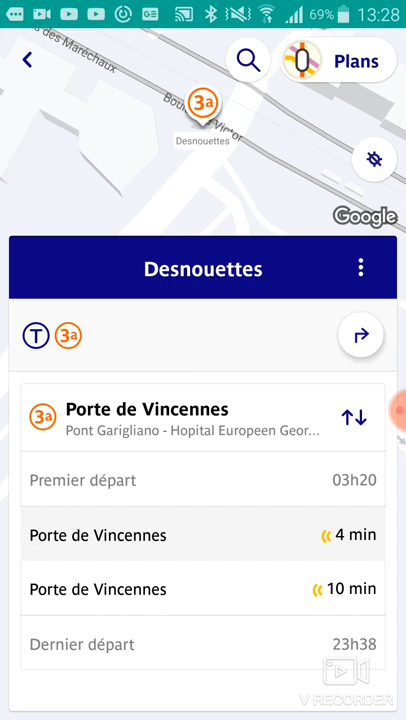 69% 13:28
s des Maréchaux
Plans
3a
Boulevard Victor
Desnouettes
Google
Desnouettes
T 3a
3a Porte de Vincennes
Pont Garigliano - Hopital Europeen Geor...
Premier départ 03h20
Porte de Vincennes 4 min
Porte de Vincennes 10 min
Dernier départ 23h38
V RECORDER